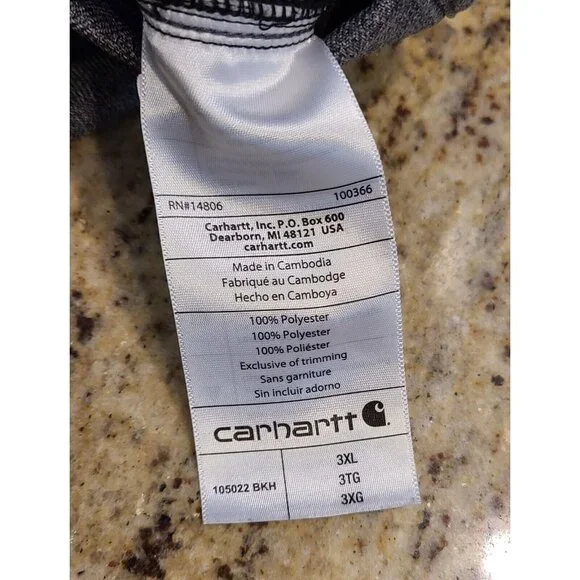 RN#14806 100366
Carhartt, Inc. P.O. Box 600
Dearborn, MI 48121 USA
carhartt.com
Made in Cambodia
Fabriqué au Cambodge
Hecho en Camboya
100% Polyester
100% Polyester
100% Poliéster
Exclusive of trimming
Sans garniture
Sin incluir adorno
carhartt
105022 BKH
3XL
3TG
3XG